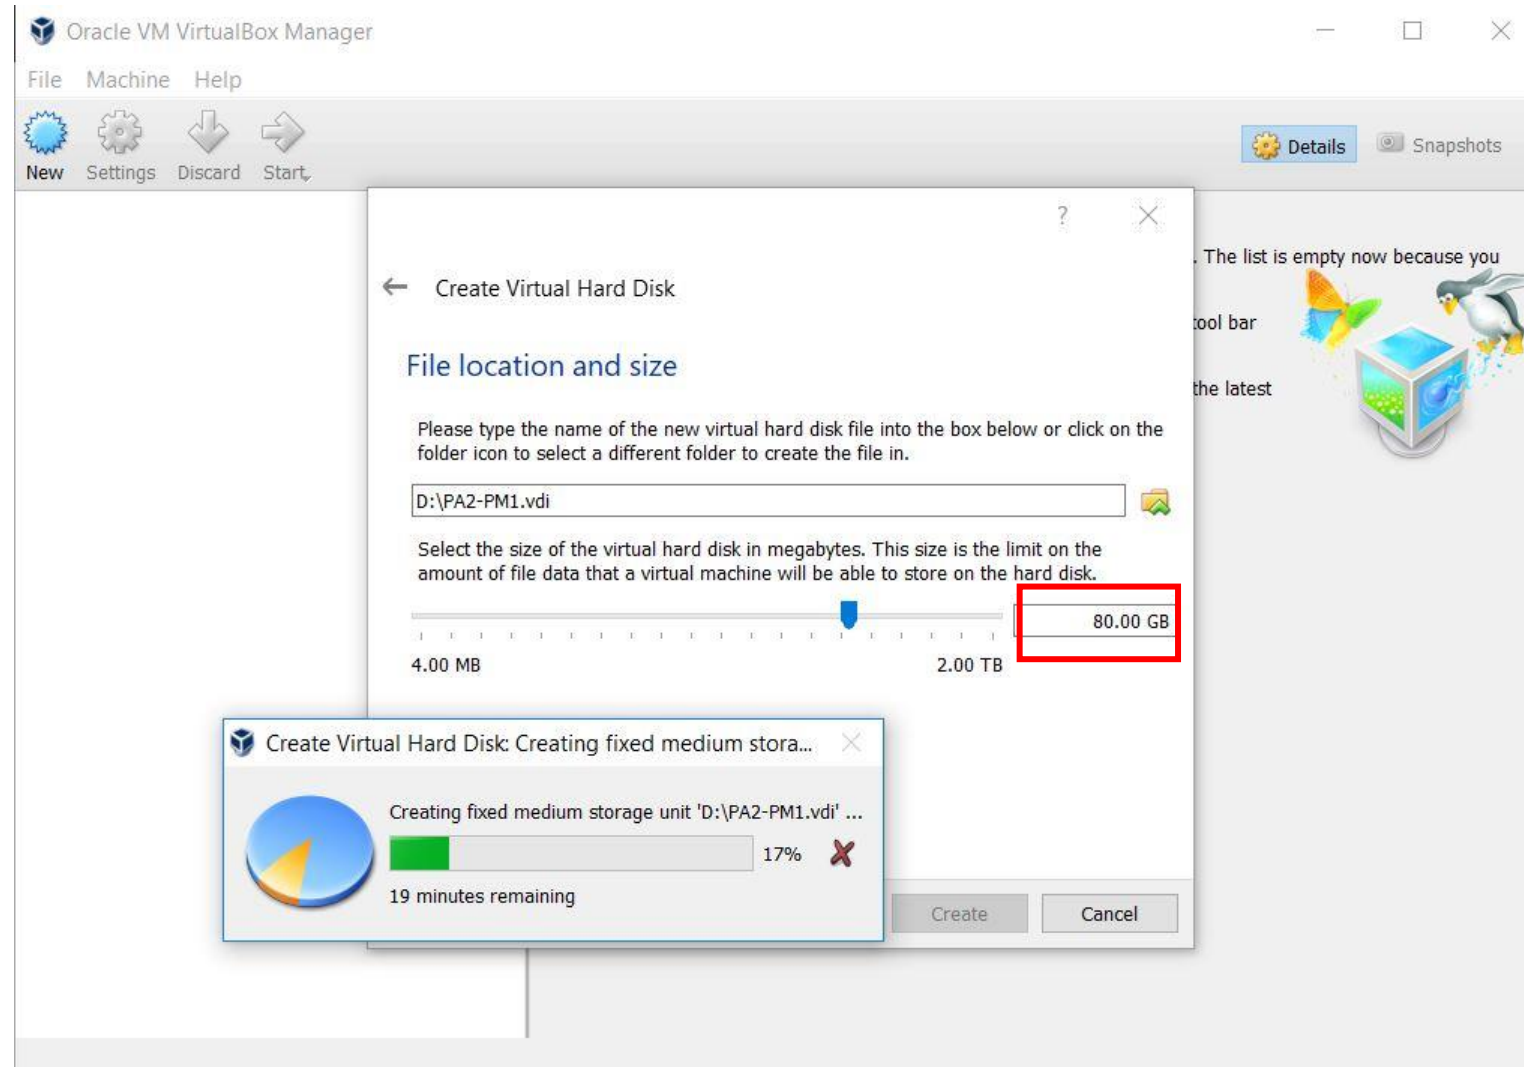 Oracle VM VirtualBox Manager
File Machine Help
New Settings Discard Start
Details Snapshots
?
. The list is empty now because you
Create Virtual Hard Disk
tool bar
File location and size
the latest
Please type the name of the new virtual hard disk file into the box below or click on the
folder icon to select a different folder to create the file in.
D:\PA2-PM1.vdi
Select the size of the virtual hard disk in megabytes. This size is the limit on the
amount of file data that a virtual machine will be able to store on the hard disk.
80.00 GB
4.00 MB 2.00 TB
Create Virtual Hard Disk: Creating fixed medium stora...
Creating fixed medium storage unit 'D:\PA2-PM1.vdi' ...
17%
19 minutes remaining
Create Cancel